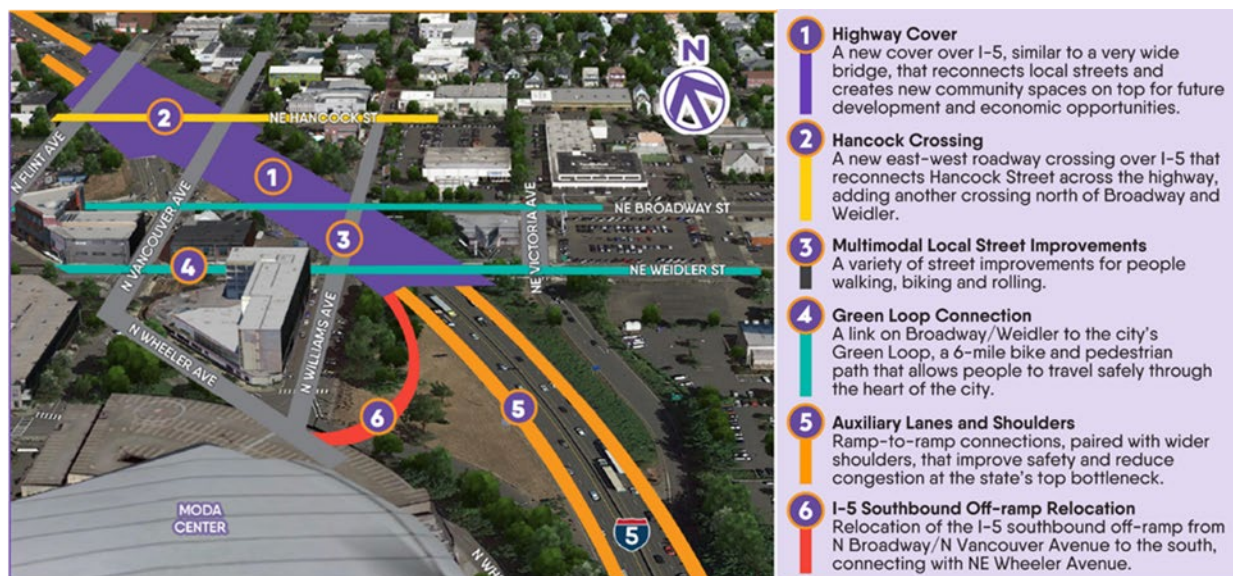 N
NE HANCOCK ST
2
N FLINT AVE
1
N VANCOUVER AVE
NE BROADWAY ST
3
NE VICTORIA AVE
4
NE WEIDLER ST
N WHEELER AVE
N WILLIAMS AVE
6
5
MODA
CENTER
5
N WH
1
Highway Cover
A new cover over I-5, similar to a very wide
bridge, that reconnects local streets and
creates new community spaces on top for future
development and economic opportunities.
2
Hancock Crossing
A new east-west roadway crossing over I-5 that
reconnects Hancock Street across the highway,
adding another crossing north of Broadway and
Weidler.
3
Multimodal Local Street Improvements
A variety of street improvements for people
walking, biking and rolling.
4
Green Loop Connection
A link on Broadway/Weidler to the city's
Green Loop, a 6-mile bike and pedestrian
path that allows people to travel safely through
the heart of the city.
5
Auxiliary Lanes and Shoulders
Ramp-to-ramp connections, paired with wider
shoulders, that improve safety and reduce
congestion at the state's top bottleneck.
6
I-5 Southbound Off-ramp Relocation
Relocation of the I-5 southbound off-ramp from
N Broadway/N Vancouver Avenue to the south,
connecting with NE Wheeler Avenue.